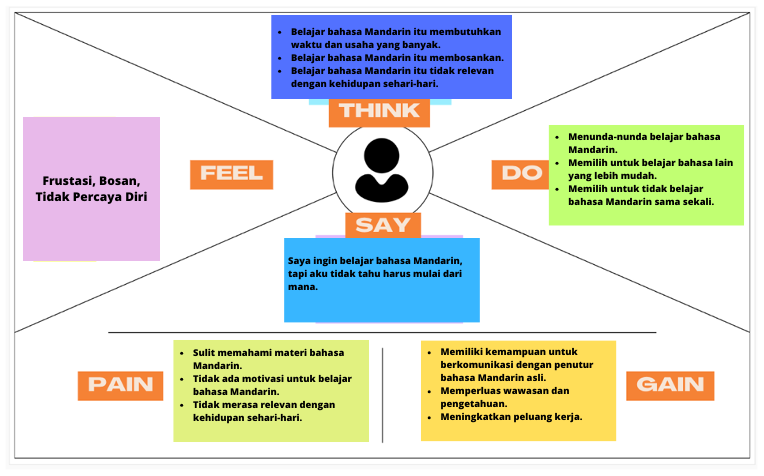 • Belajar bahasa Mandarin itu membutuhkan
waktu dan usaha yang banyak.
• Belajar bahasa Mandarin itu membosankan.
• Belajar bahasa Mandarin itu tidak relevan
dengan kehidupan sehari-hari.
THINK
FEEL
Frustasi, Bosan,
Tidak Percaya Diri
DO
• Menunda-nunda belajar bahasa
Mandarin.
• Memilih untuk belajar bahasa lain
yang lebih mudah.
• Memilih untuk tidak belajar
bahasa Mandarin sama sekali.
SAY
Saya ingin belajar bahasa Mandarin,
tapi aku tidak tahu harus mulai dari
mana.
PAIN
• Sulit memahami materi bahasa
Mandarin.
• Tidak ada motivasi untuk belajar
bahasa Mandarin.
• Tidak merasa relevan dengan
kehidupan sehari-hari.
• Memiliki kemampuan untuk
berkomunikasi dengan penutur
bahasa Mandarin asli.
• Memperluas wawasan dan
pengetahuan.
• Meningkatkan peluang kerja.
GAIN